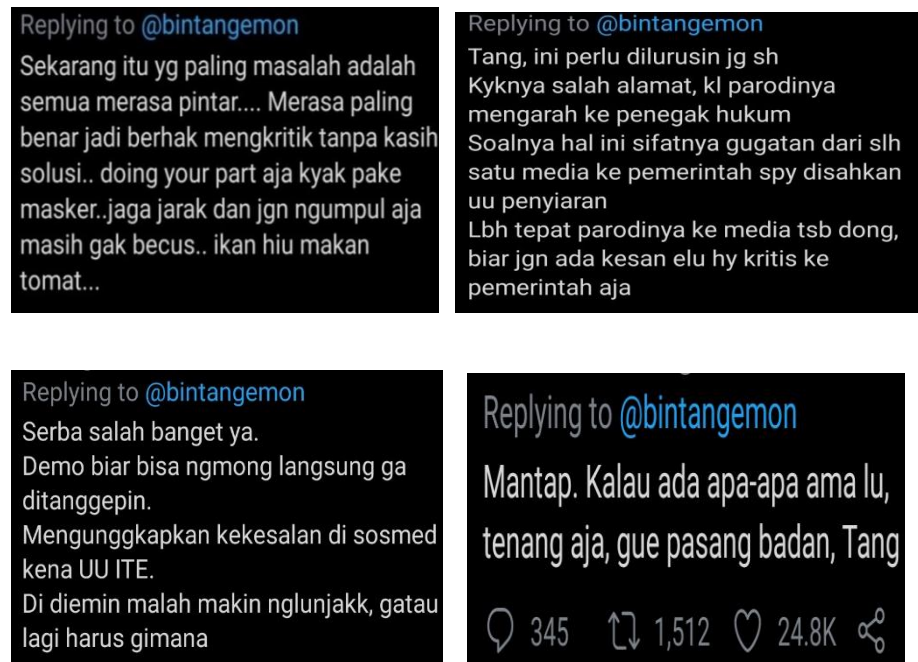 Replying to @bintangemon
Sekarang itu yg paling masalah adalah
semua merasa pintar.... Merasa paling
benar jadi berhak mengkritik tanpa kasih
solusi.. doing your part aja kyak pake
masker..jaga jarak dan jgn ngumpul aja
masih gak becus.. ikan hiu makan
tomat...
Replying to @bintangemon
Tang, ini perlu dilurusin jg sh
Kyknya salah alamat, kl parodinya
mengarah ke penegak hukum
Soalnya hal ini sifatnya gugatan dari slh
satu media ke pemerintah spy disahkan
uu penyiaran
Lbh tepat parodinya ke media tsb dong,
biar jgn ada kesan elu hy kritis ke
pemerintah aja
Replying to @bintangemon
Serba salah banget ya.
Demo biar bisa ngmong langsung ga
ditanggepin.
Mengunggkapkan kekesalan di sosmed
kena UU ITE.
Di diemin malah makin nglunjakk, gatau
lagi harus gimana
Replying to @bintangemon
Mantap. Kalau ada apa-apa ama lu,
tenang aja, gue pasang badan, Tang
345 1,512 24.8K